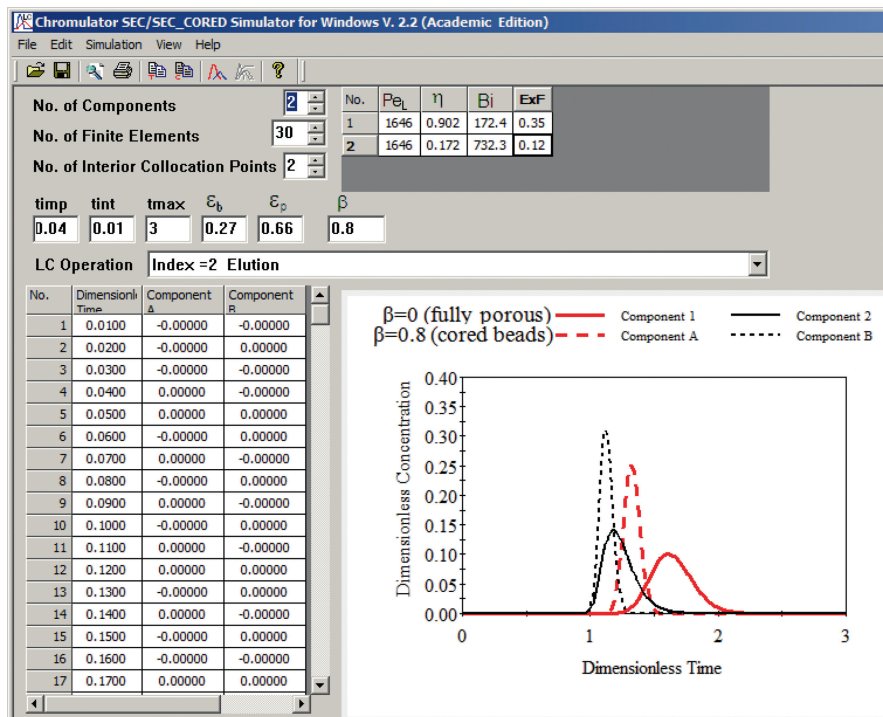 Chromulator SEC/SEC_CORED Simulator for Windows V. 2.2 (Academic Edition)
File Edit Simulation View Help
No. of Components 2
No. of Finite Elements 30
No. of Interior Collocation Points 2
No. PeL η Bi ExF
1 1646 0.902 172.4 0.35
2 1646 0.172 732.3 0.12
timp tint tmax εb εp β
0.04 0.01 3 0.27 0.66 0.8
LC Operation Index =2 Elution
No. Dimensionl Component Component
Time A B
1 0.0100 -0.00000 -0.00000
2 0.0200 -0.00000 0.00000
3 0.0300 -0.00000 -0.00000
4 0.0400 0.00000 -0.00000
5 0.0500 0.00000 0.00000
6 0.0600 -0.00000 0.00000
7 0.0700 0.00000 -0.00000
8 0.0800 0.00000 0.00000
9 0.0900 0.00000 -0.00000
10 0.1000 -0.00000 0.00000
11 0.1100 0.00000 -0.00000
12 0.1200 0.00000 0.00000
13 0.1300 -0.00000 0.00000
14 0.1400 0.00000 -0.00000
15 0.1500 -0.00000 0.00000
16 0.1600 -0.00000 -0.00000
17 0.1700 0.00000 0.00000
β=0 (fully porous) Component 1 Component 2
β=0.8 (cored beads) Component A Component B
Dimensionless Concentration
0.40
0.35
0.30
0.25
0.20
0.15
0.10
0.05
0.00
0 1 2 3
Dimensionless Time